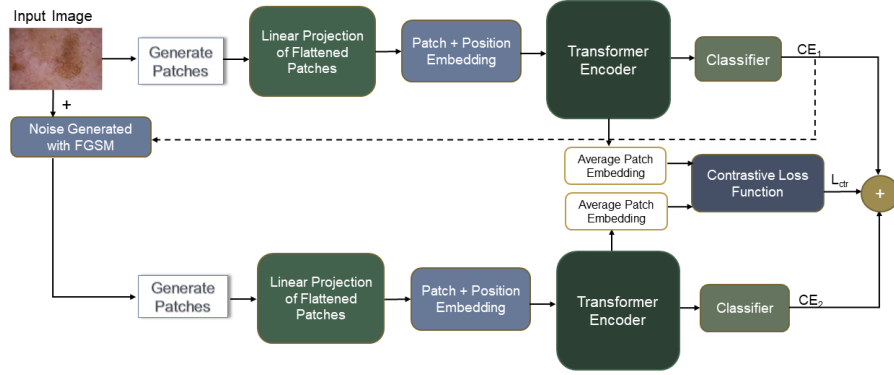 Input Image
Generate
Patches
Linear Projection
of Flattened
Patches
Patch + Position
Embedding
Transformer
Encoder
Classifier
CE1
+
Noise Generated
with FGSM
Average Patch
Embedding
Contrastive Loss
Function
Lctr
+
Average Patch
Embedding
Generate
Patches
Linear Projection
of Flattened
Patches
Patch + Position
Embedding
Transformer
Encoder
Classifier
CE2